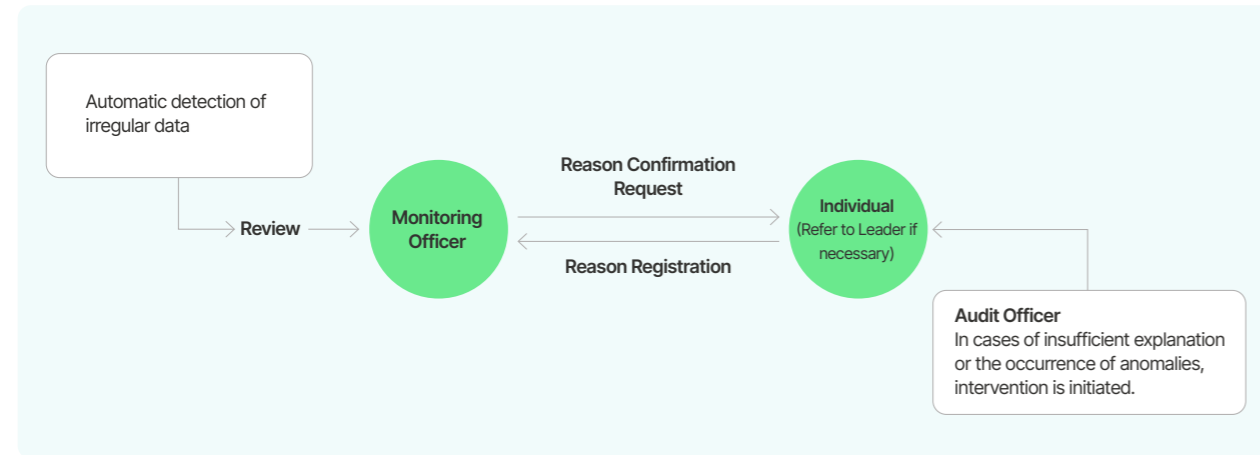 Automatic detection of
irregular data
Review
Monitoring
Officer
Reason Confirmation
Request
Reason Registration
Individual
(Refer to Leader if
necessary)
Audit Officer
In cases of insufficient explanation
or the occurrence of anomalies,
intervention is initiated.